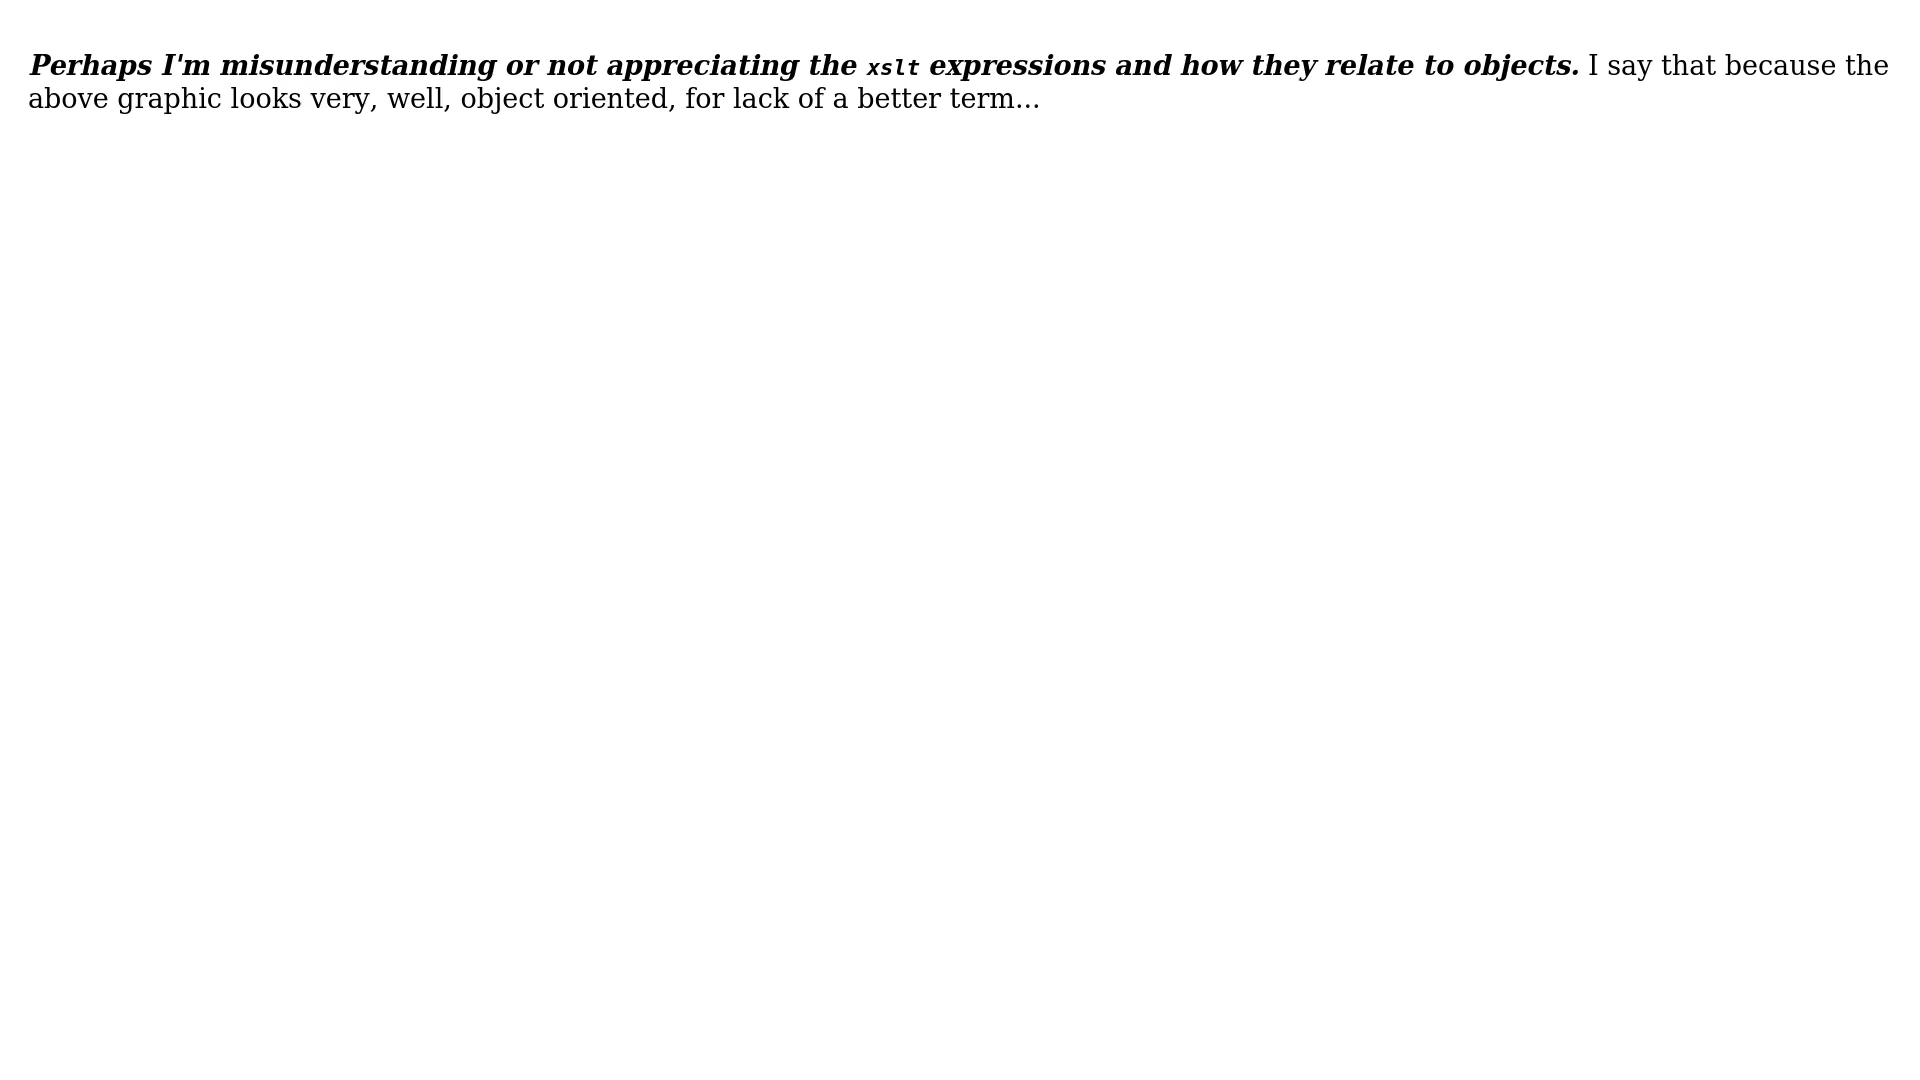 Perhaps I'm misunderstanding or not appreciating the xslt expressions and how they relate to objects. I say that because the
above graphic looks very, well, object oriented, for lack of a better term...